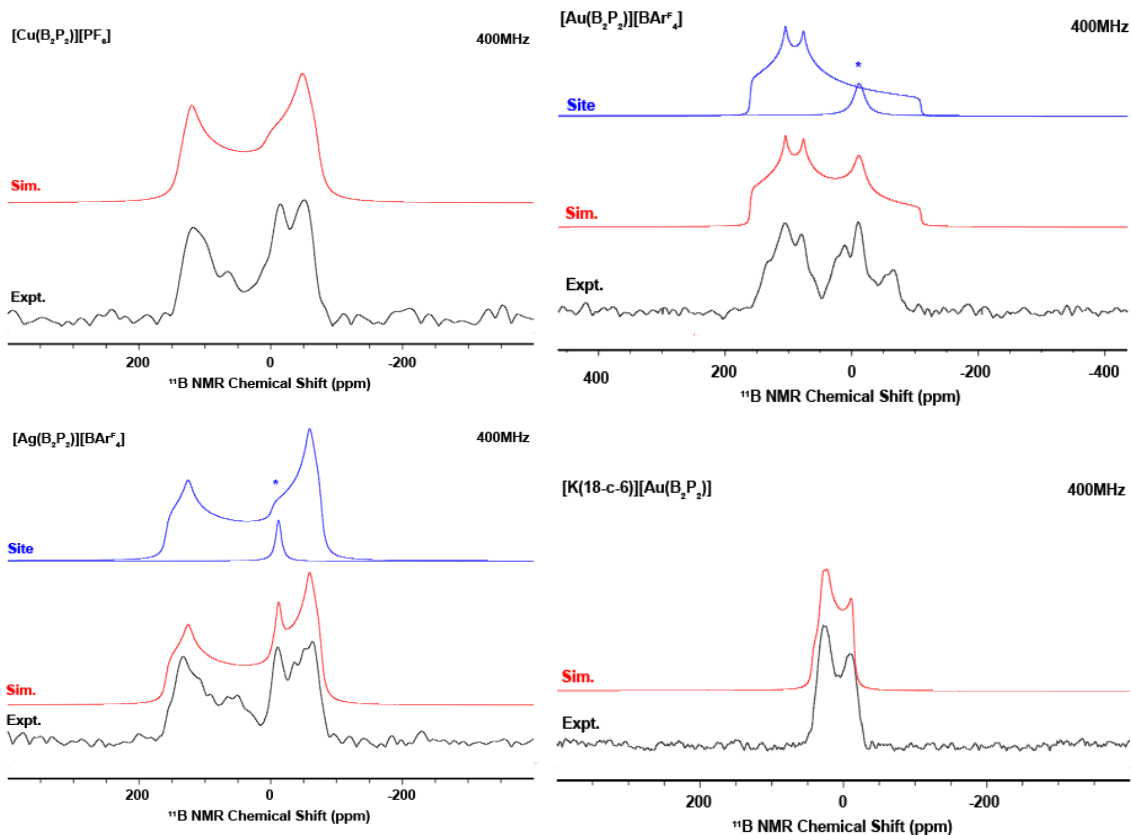 [Cu(B₂P₂)][PF₆]
400MHz
Sim.
Expt.
200 0 -200
¹¹B NMR Chemical Shift (ppm)
[Au(B₂P₂)][BArᶠ₄]
400MHz
*
Site
Sim.
Expt.
400 200 0 -200 -400
¹¹B NMR Chemical Shift (ppm)
[Ag(B₂P₂)][BArᶠ₄]
400MHz
*
Site
Sim.
Expt.
200 0 -200
¹¹B NMR Chemical Shift (ppm)
[K(18-c-6)][Au(B₂P₂)]
400MHz
Sim.
Expt.
200 0 -200
¹¹B NMR Chemical Shift (ppm)